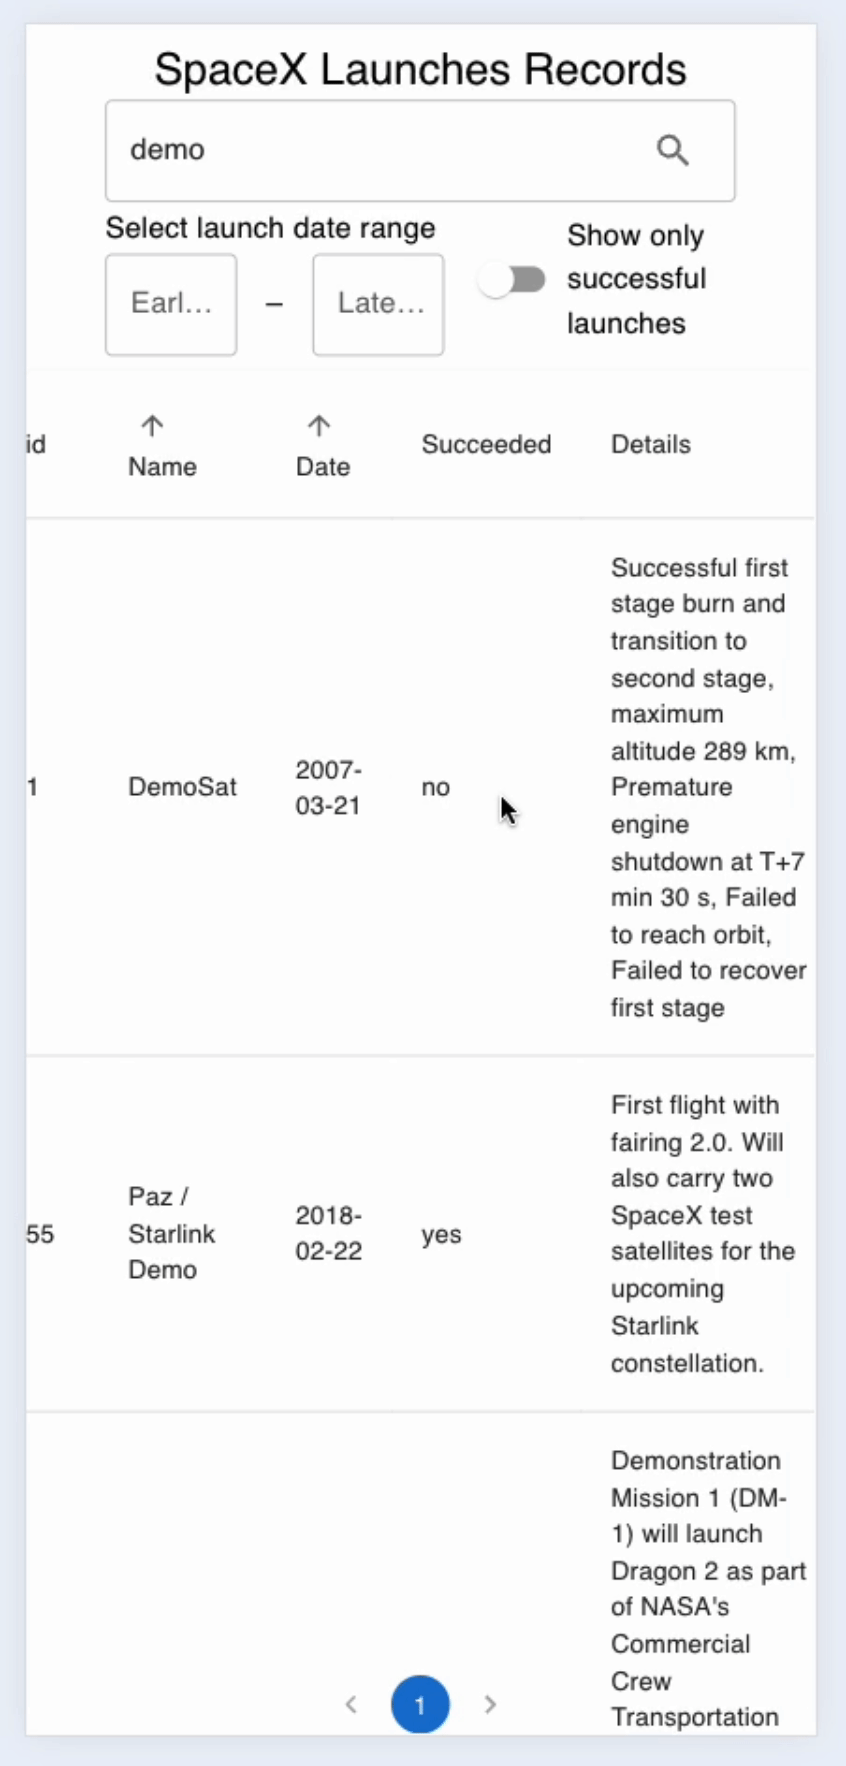 SpaceX Launches Records
demo
Select launch date range
Earl...
–
Late...
Show only
successful
launches
id
Name
Date
Succeeded
Details
1
DemoSat
2007-
03-21
no
Successful first
stage burn and
transition to
second stage,
maximum
altitude 289 km,
Premature
engine
shutdown at T+7
min 30 s, Failed
to reach orbit,
Failed to recover
first stage
55
Paz /
Starlink
Demo
2018-
02-22
yes
First flight with
fairing 2.0. Will
also carry two
SpaceX test
satellites for the
upcoming
Starlink
constellation.
Demonstration
Mission 1 (DM-
1) will launch
Dragon 2 as part
of NASA's
Commercial
Crew
Transportation
1